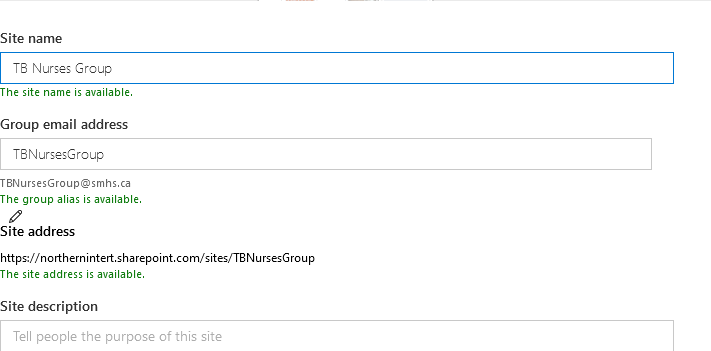 Site name
TB Nurses Group
The site name is available.
Group email address
TBNursesGroup
TBNursesGroup@smhs.ca
The group alias is available.
Site address
https://northernintert.sharepoint.com/sites/TBNursesGroup
The site address is available.
Site description
Tell people the purpose of this site